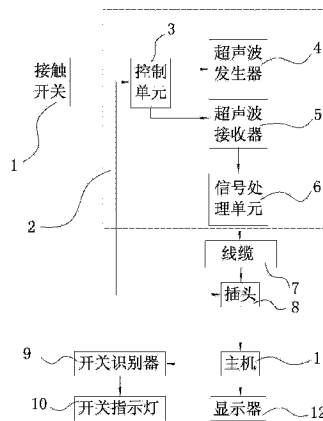 3
接触
开关
控制
单元
超声波
发生器
4
1
超声波
接收器
5
2
信号处
理单元
6
线缆
7
插头
8
9
开关识别器
主机
1
10
开关指示灯
显示器
12